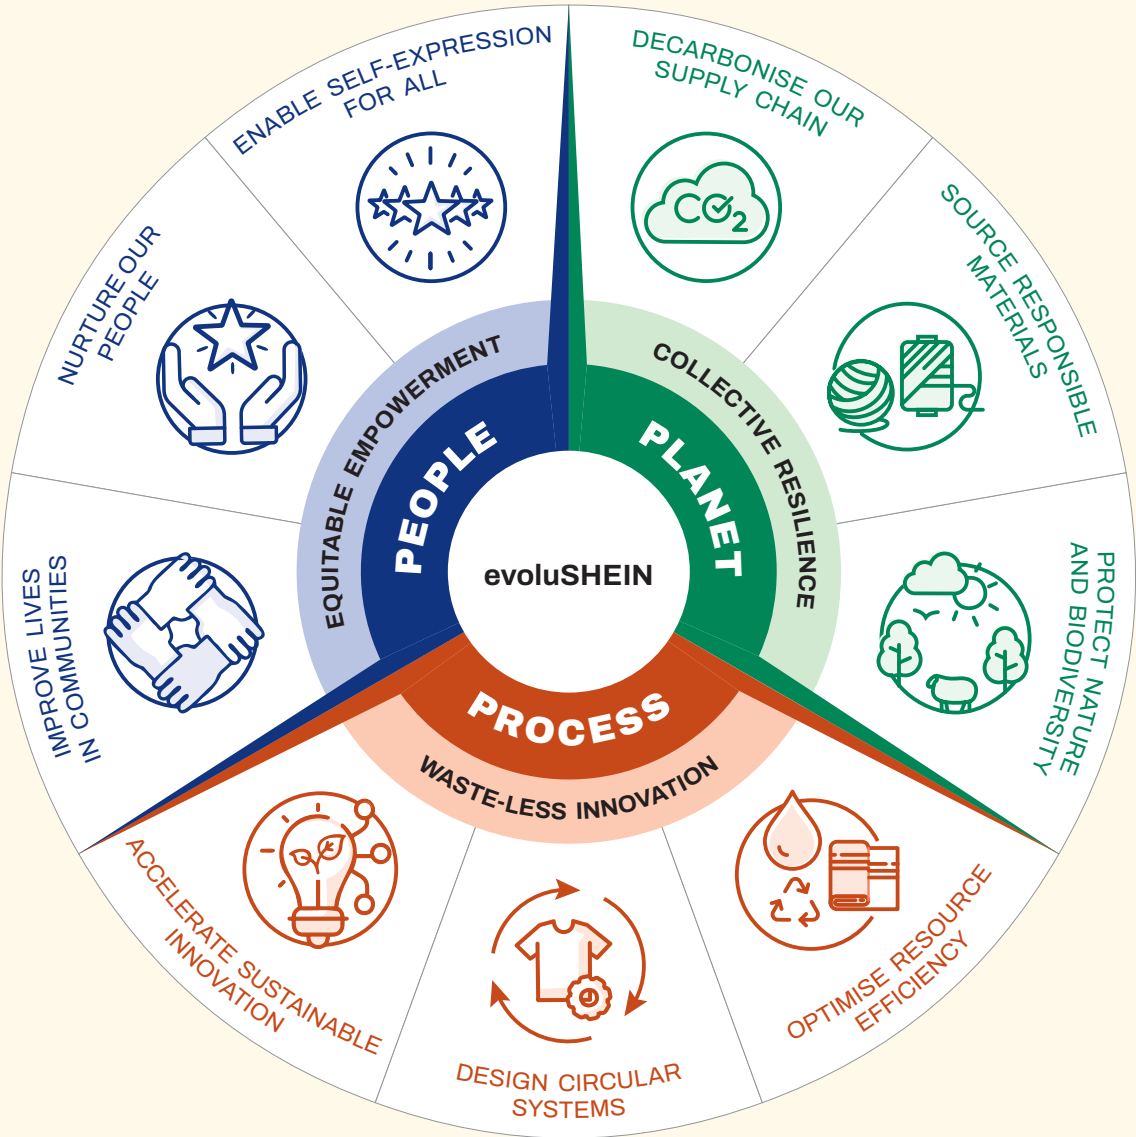 evoluSHEIN
PEOPLE
EQUITABLE EMPOWERMENT
IMPROVE LIVES
IN COMMUNITIES
NURTURE OUR
PEOPLE
ENABLE SELF-EXPRESSION
FOR ALL
PLANET
COLLECTIVE RESILIENCE
DECARBONISE OUR
SUPPLY CHAIN
CO2
SOURCE RESPONSIBLE
MATERIALS
PROTECT NATURE
AND BIODIVERSITY
PROCESS
WASTE-LESS INNOVATION
OPTIMISE RESOURCE
EFFICIENCY
DESIGN CIRCULAR
SYSTEMS
ACCELERATE SUSTAINABLE
INNOVATION